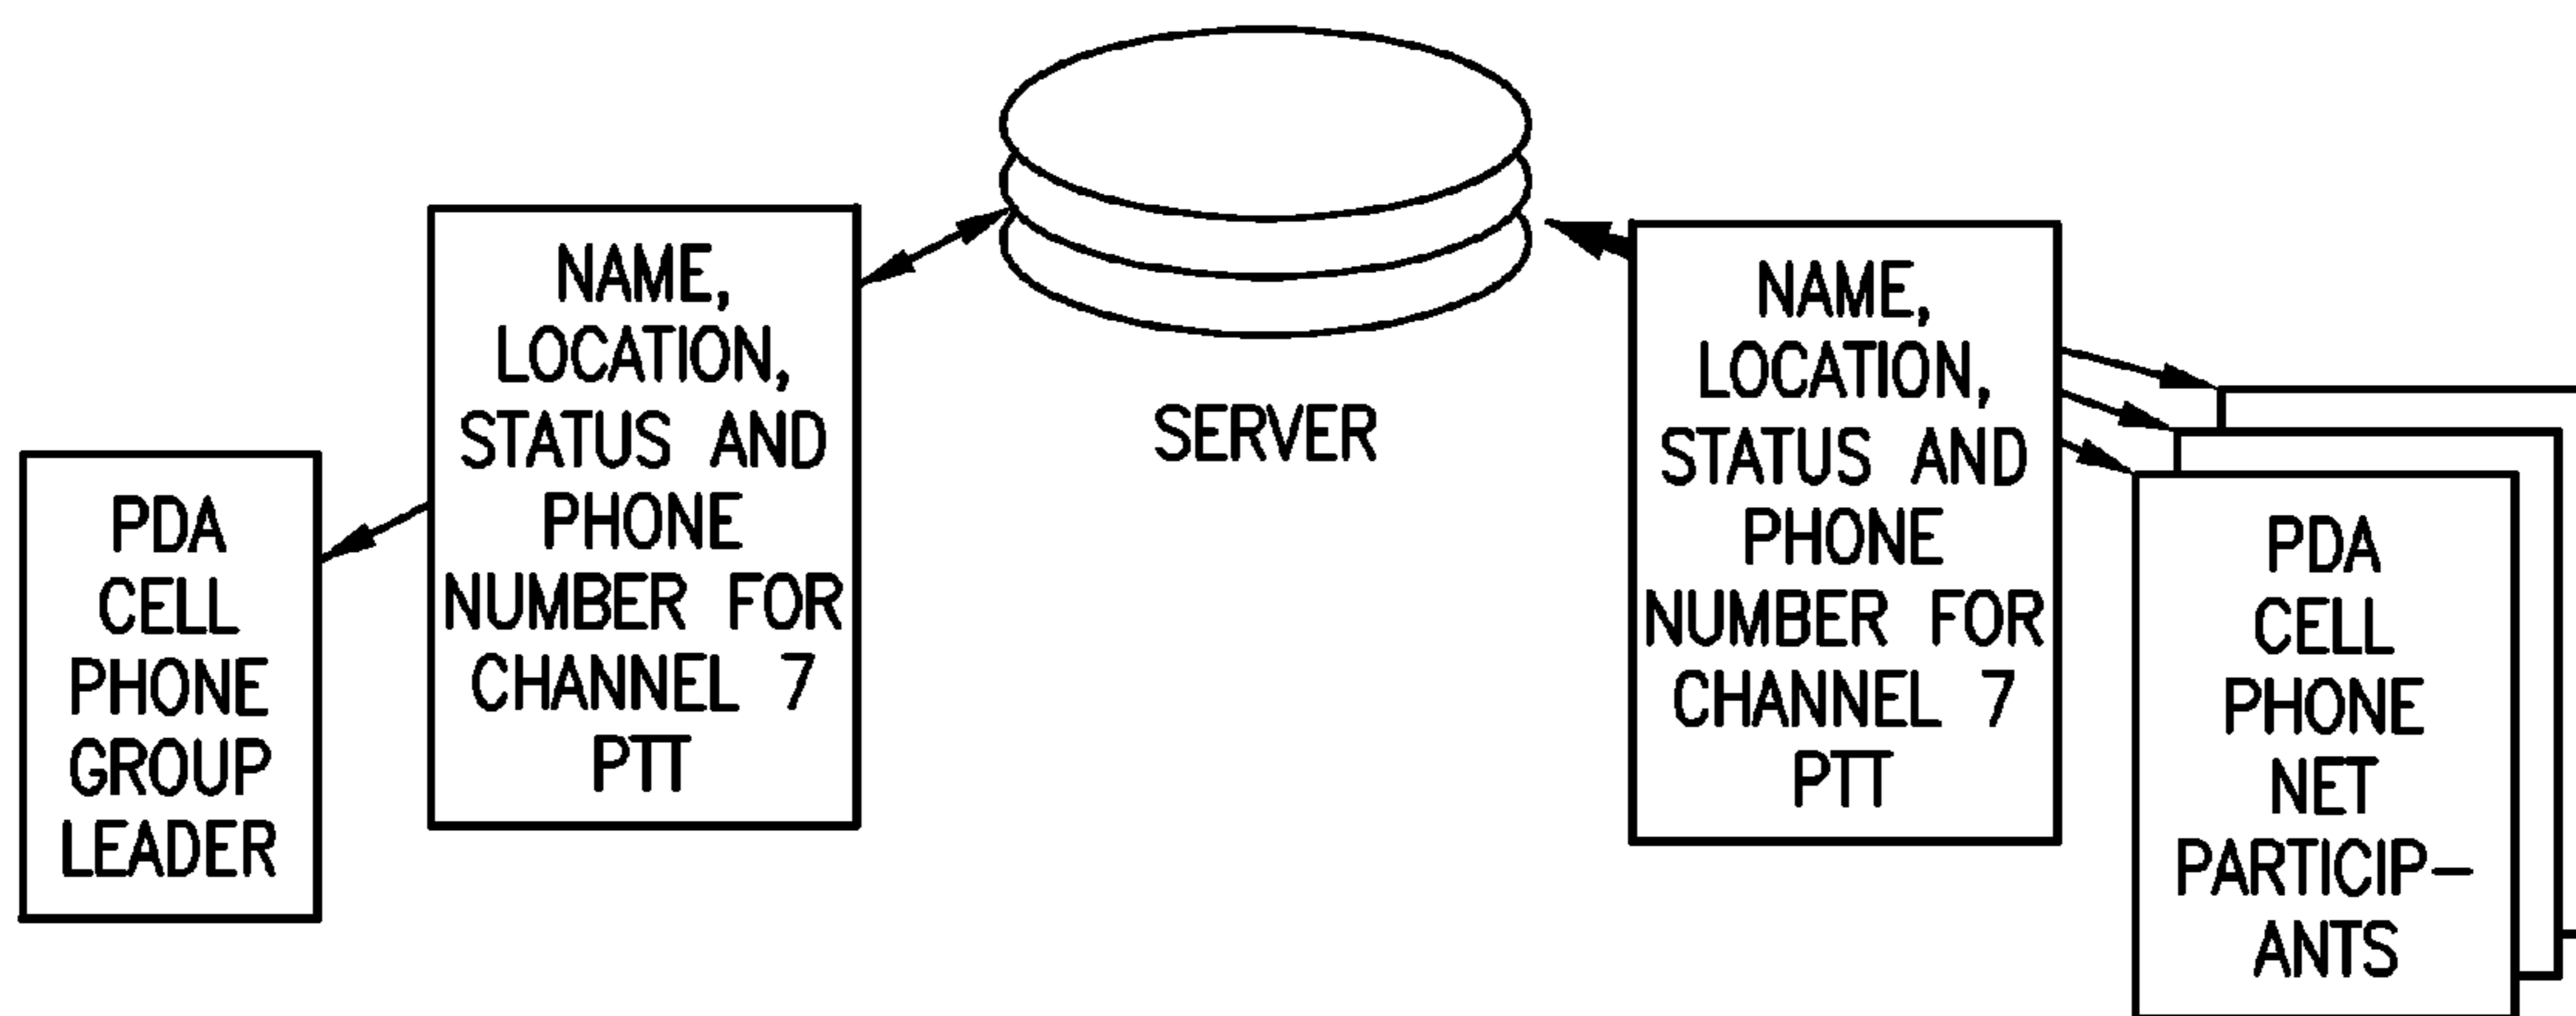 NAME,
LOCATION,
STATUS AND
PHONE
NUMBER FOR
CHANNEL 7
PTT
PDA
CELL
PHONE
GROUP
LEADER
SERVER
NAME,
LOCATION,
STATUS AND
PHONE
NUMBER FOR
CHANNEL 7
PTT
PDA
CELL
PHONE
NET
PARTICIP-
ANTS